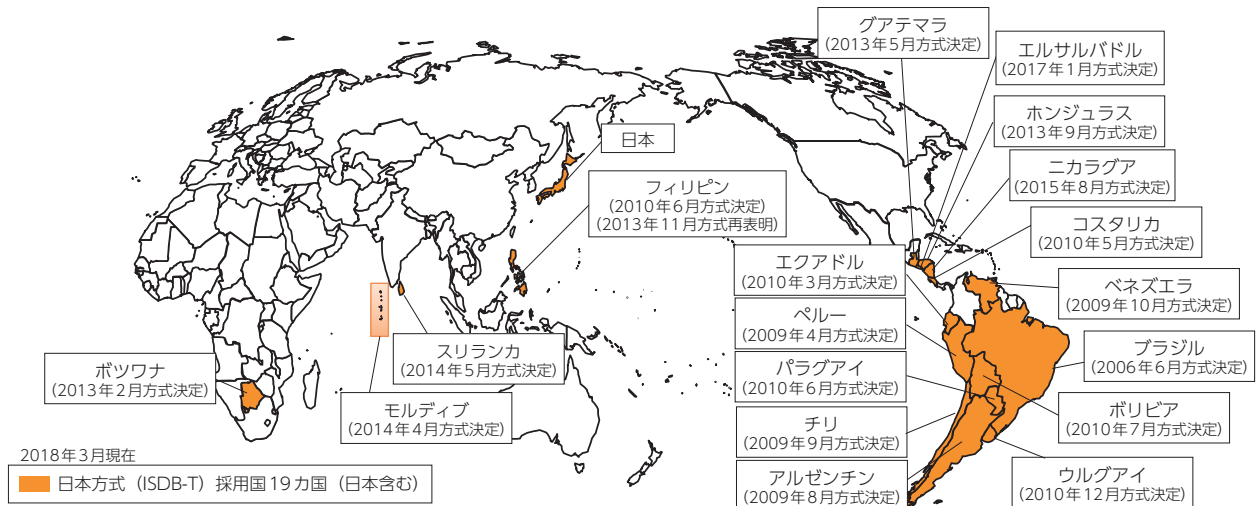 グアテマラ
(2013年5月方式決定)
エルサルバドル
(2017年1月方式決定)
ホンジュラス
(2013年9月方式決定)
日本
ニカラグア
(2015年8月方式決定)
フィリピン
(2010年6月方式決定)
(2013年11月方式再表明)
コスタリカ
(2010年5月方式決定)
エクアドル
(2010年3月方式決定)
ベネズエラ
(2009年10月方式決定)
ペルー
(2009年4月方式決定)
スリランカ
(2014年5月方式決定)
ブラジル
(2006年6月方式決定)
ボツワナ
(2013年2月方式決定)
パラグアイ
(2010年6月方式決定)
モルディブ
(2014年4月方式決定)
ボリビア
(2010年7月方式決定)
チリ
(2009年9月方式決定)
2018年3月現在
日本方式(ISDB-T)採用国19カ国(日本含む)
アルゼンチン
(2009年8月方式決定)
ウルグアイ
(2010年12月方式決定)